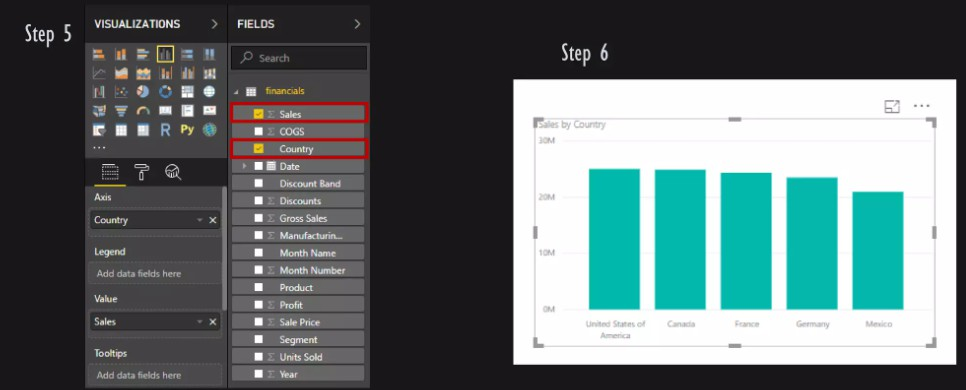 Step 5
VISUALIZATIONS
R
Py
Axis
Country
Legend
Add data fields here
Value
Sales
Tooltips
Add data fields here
FIELDS
Search
financials
Sales
COGS
Country
Date
Discount Band
Discounts
Gross Sales
Manufacturin...
Month Name
Month Number
Product
Profit
Sale Price
Segment
Units Sold
Year
Step 6
Sales by Country
30M
20M
10M
0M
United States of
America
Canada
France
Germany
Mexico